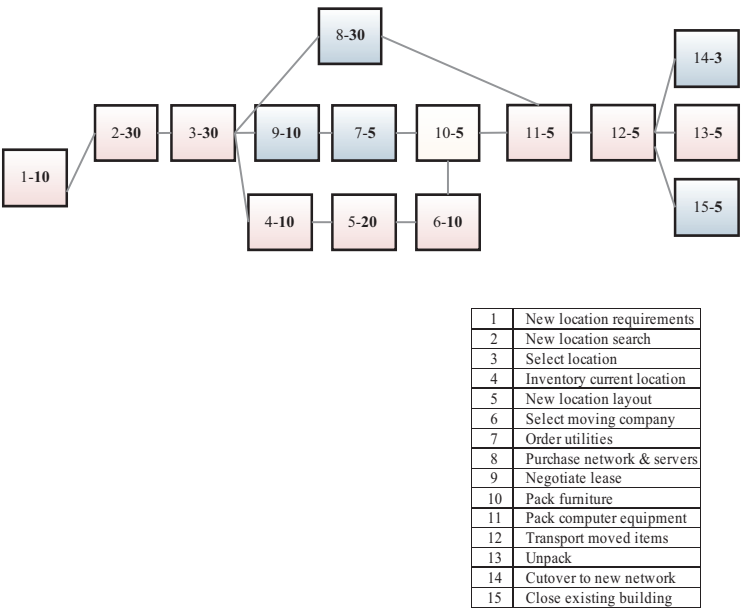 8-30
14-3
2-30 3-30 9-10 7-5 10-5 11-5 12-5 13-5
1-10
15-5
4-10 5-20 6-10
1 New location requirements
2 New location search
3 Select location
4 Inventory current location
5 New location layout
6 Select moving company
7 Order utilities
8 Purchase network & servers
9 Negotiate lease
10 Pack furniture
11 Pack computer equipment
12 Transport moved items
13 Unpack
14 Cutover to new network
15 Close existing building